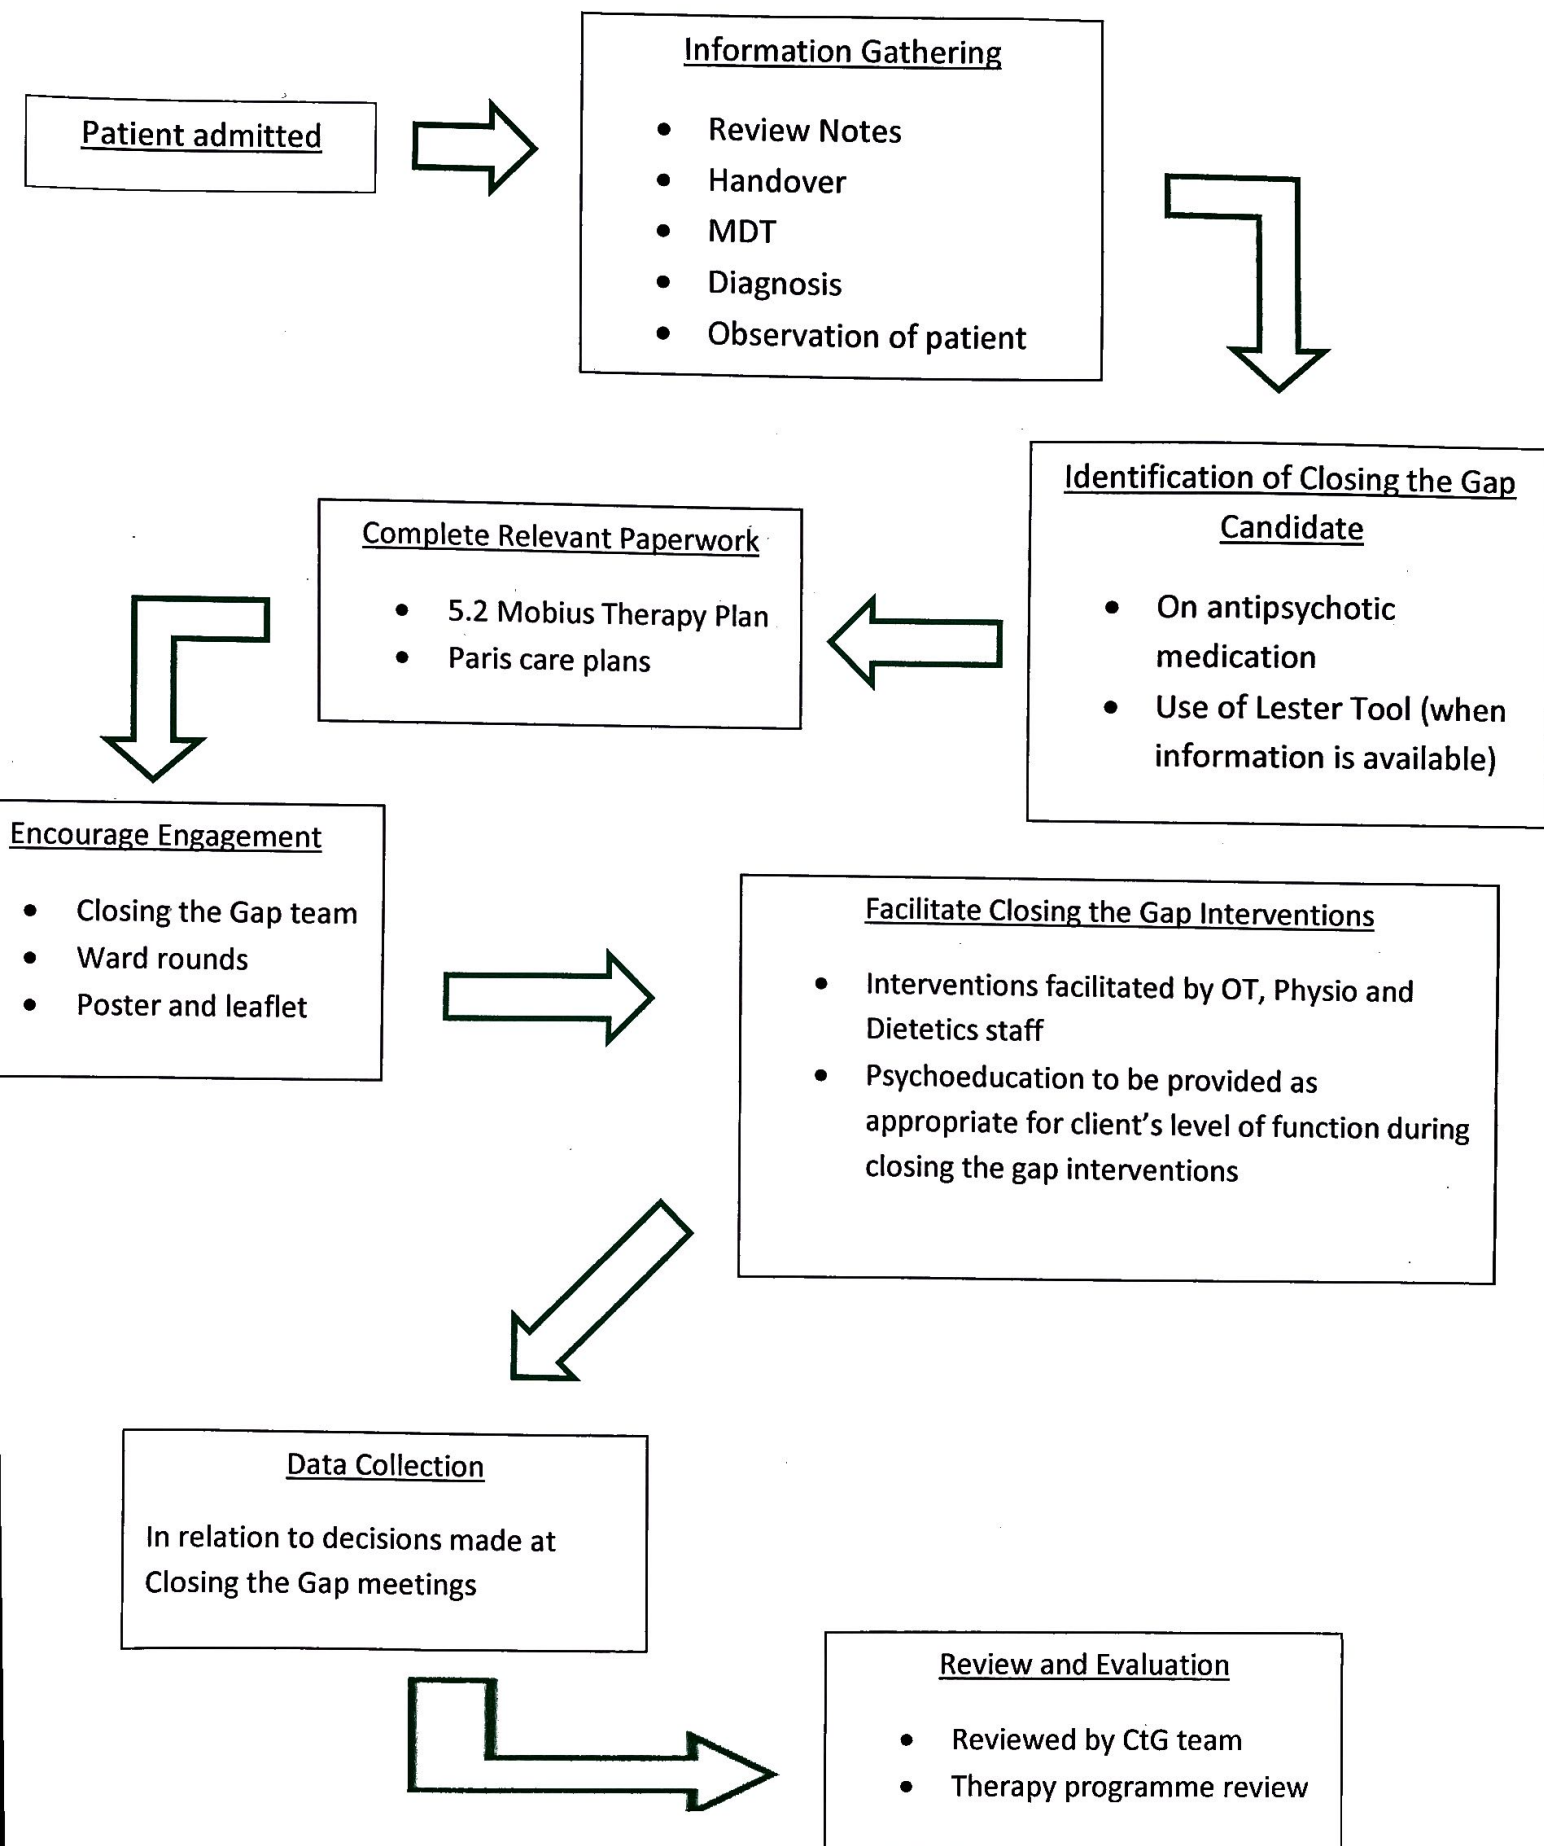 Patient admitted
Information Gathering
• Review Notes
• Handover
• MDT
• Diagnosis
• Observation of patient
Identification of Closing the Gap
Candidate
• On antipsychotic
medication
• Use of Lester Tool (when
information is available)
Complete Relevant Paperwork
• 5.2 Mobius Therapy Plan
• Paris care plans
Encourage Engagement
• Closing the Gap team
• Ward rounds
• Poster and leaflet
Facilitate Closing the Gap Interventions
• Interventions facilitated by OT, Physio and
Dietetics staff
• Psychoeducation to be provided as
appropriate for client's level of function during
closing the gap interventions
Data Collection
In relation to decisions made at
Closing the Gap meetings
Review and Evaluation
• Reviewed by CtG team
• Therapy programme review